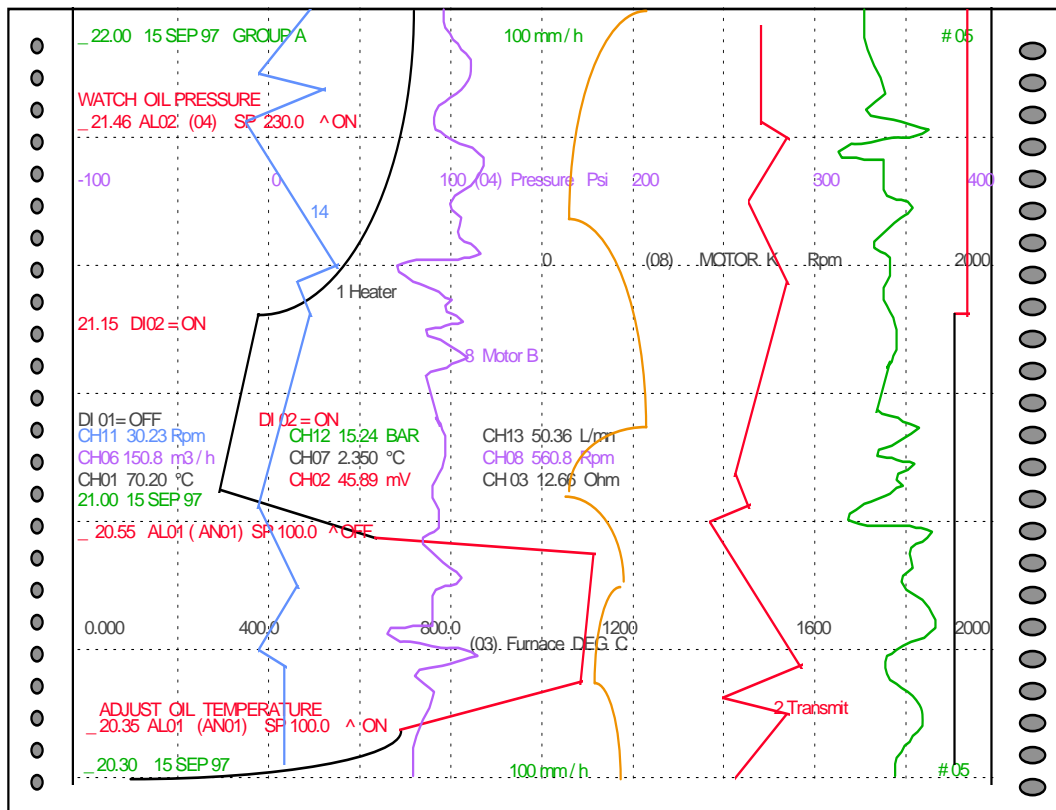 _ 22.00 15 SEP 97 GROUP A 100 mm / h # 05
WATCH OIL PRESSURE
_ 21.46 AL02 (04) SP 230.0 ^ ON
-100 0 100 (04) Pressure Psi 200 300 400
14
0 (08) MOTOR K Rpm 2000
1 Heater
21.15 DI02 = ON
8 Motor B
DI 01= OFF DI 02 = ON
CH11 30.23 Rpm CH12 15.24 BAR CH13 50.36 L/mn
CH06 150.8 m3 / h CH07 2.350 °C CH08 560.8 Rpm
CH01 70.20 °C CH02 45.89 mV CH 03 12.66 Ohm
21.00 15 SEP 97
_ 20.55 AL01 ( AN01) SP 100.0 ^ OFF
0.000 400.0 800.0 1200 1600 2000
(03) Furnace DEG C
ADJUST OIL TEMPERATURE
2 Transmit
_ 20.35 AL01 (AN01) SP 100.0 ^ ON
_ 20.30 15 SEP 97 100 mm / h # 05